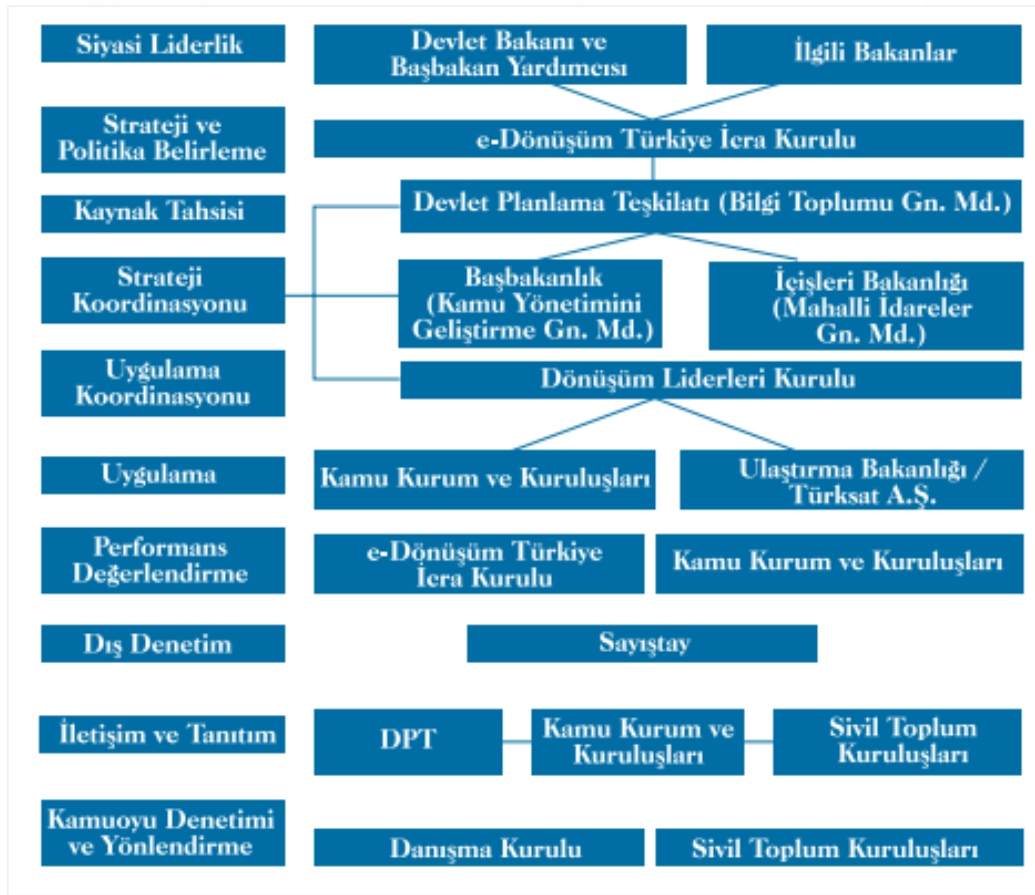 Siyasi Liderlik
Devlet Bakanı ve
Başbakan Yardımcısı
İlgili Bakanlar
Strateji ve
Politika Belirleme
e-Dönüşüm Türkiye İcra Kurulu
Kaynak Tahsisi
Devlet Planlama Teşkilatı (Bilgi Toplumu Gn. Md.)
Strateji
Koordinasyonu
Başbakanlık
(Kamu Yönetimini
Geliştirme Gn. Md.)
İçişleri Bakanlığı
(Mahalli İdareler
Gn. Md.)
Uygulama
Koordinasyonu
Dönüşüm Liderleri Kurulu
Uygulama
Kamu Kurum ve Kuruluşları
Ulaştırma Bakanlığı /
Türksat A.Ş.
Performans
Değerlendirme
e-Dönüşüm Türkiye
İcra Kurulu
Kamu Kurum ve Kuruluşları
Dış Denetim
Sayıştay
İletişim ve Tanıtım
DPT
Kamu Kurum ve
Kuruluşları
Sivil Toplum
Kuruluşları
Kamuoyu Denetimi
ve Yönlendirme
Danışma Kurulu
Sivil Toplum Kuruluşları